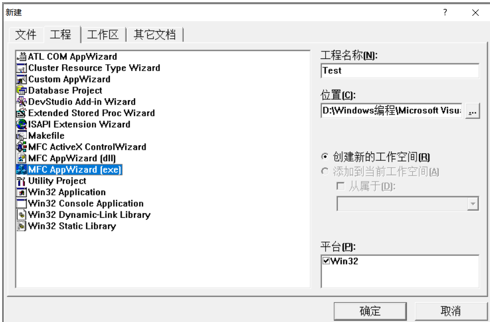 新建
? ×
文件 工程 工作区 其它文档
ATL COM AppWizard
Cluster Resource Type Wizard
Custom AppWizard
Database Project
DevStudio Add-in Wizard
Extended Stored Proc Wizard
ISAPI Extension Wizard
Makefile
MFC ActiveX ControlWizard
MFC AppWizard [dll]
MFC AppWizard [exe]
Utility Project
Win32 Application
Win32 Console Application
Win32 Dynamic-Link Library
Win32 Static Library
工程名称(N):
Test
位置(C):
D:\Windows编程\Microsoft Visu ...
创建新的工作空间(R)
添加到当前工作空间(A)
从属于(D):
平台(P):
Win32
确定 取消